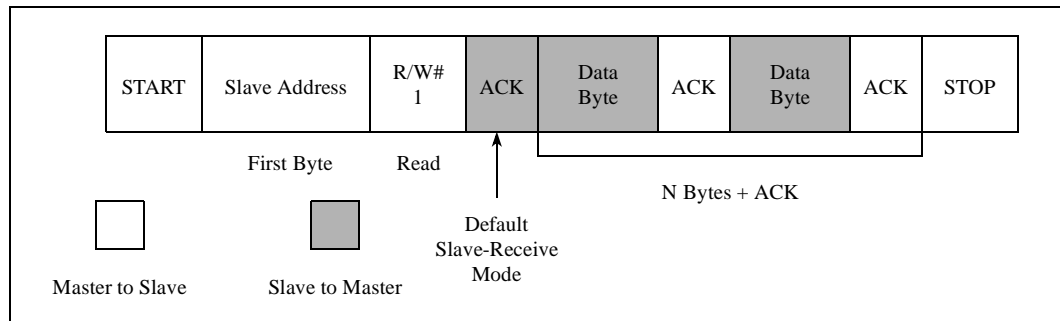 START
Slave Address
R/W#
1
ACK
Data
Byte
ACK
Data
Byte
ACK
STOP
First Byte
Read
N Bytes + ACK
Default
Slave-Receive
Mode
Master to Slave
Slave to Master